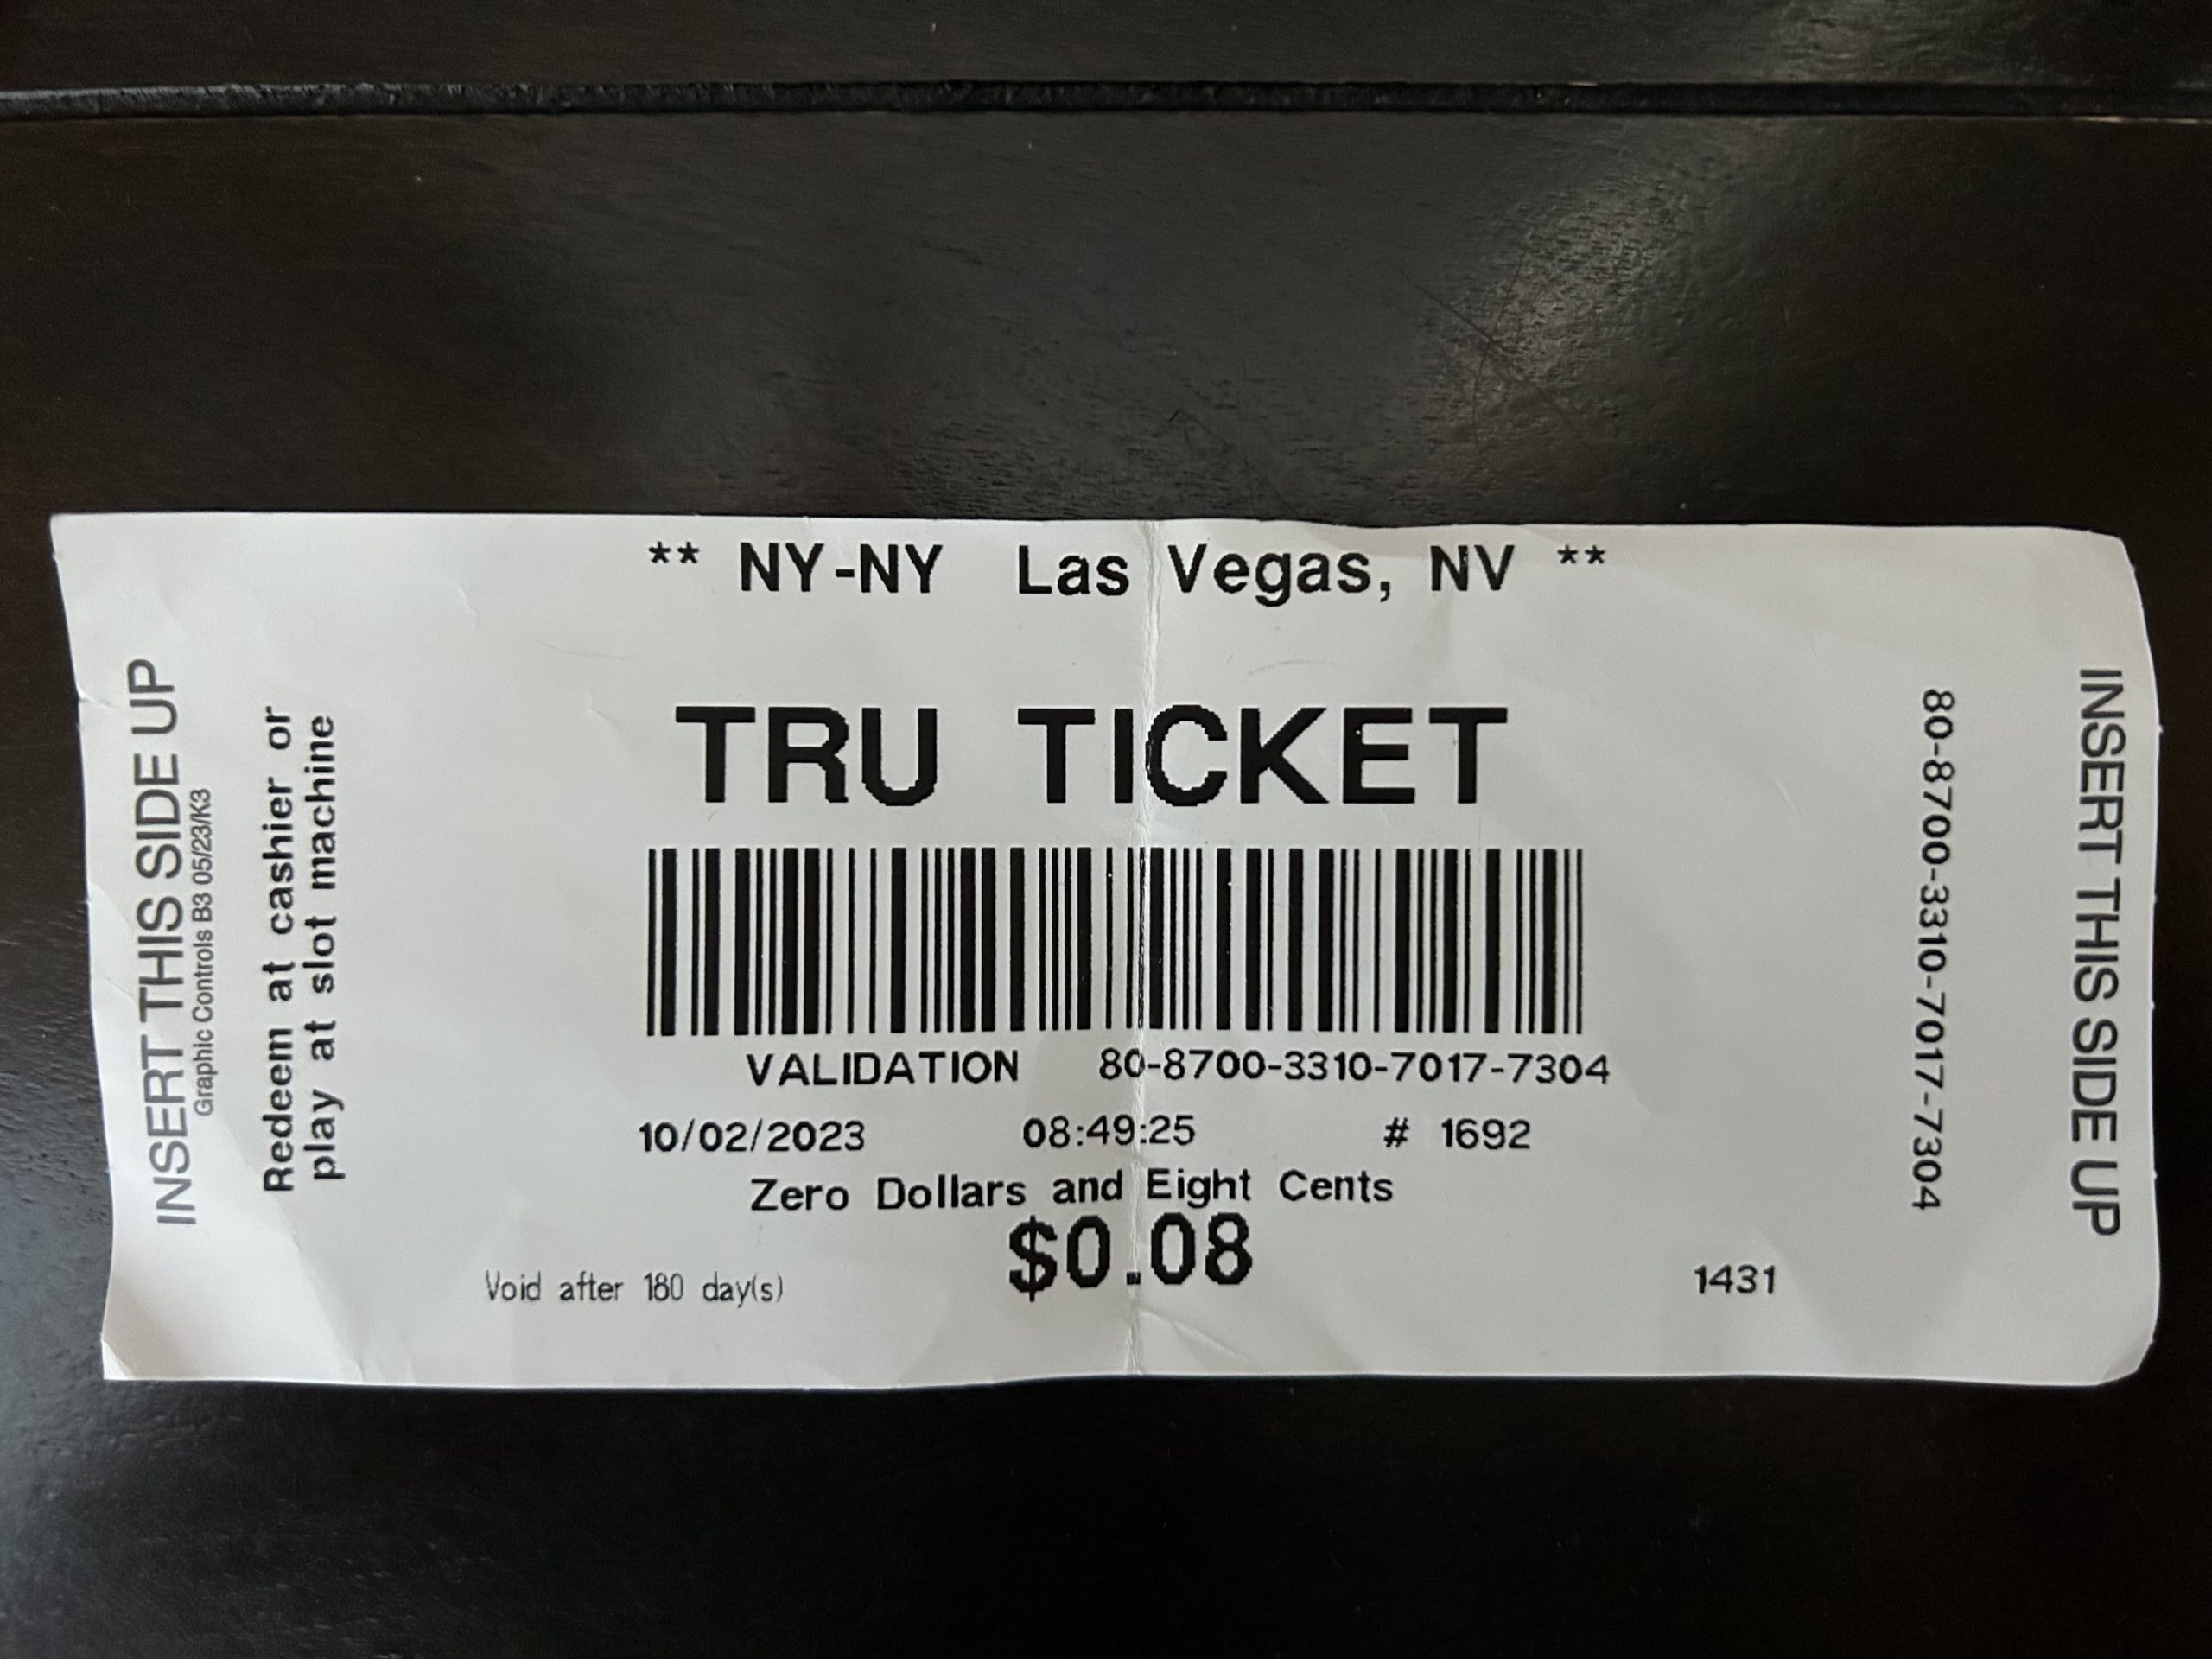 ** NY-NY Las Vegas, NV **
TRU TICKET
INSERT THIS SIDE UP
Graphic Controls B3 05/23/K3
Redeem at cashier or
play at slot machine
VALIDATION 80-8700-3310-7017-7304
10/02/2023 08:49:25 # 1692
Zero Dollars and Eight Cents
$0.08
Void after 180 day(s)
1431
80-8700-3310-7017-7304
INSERT THIS SIDE UP